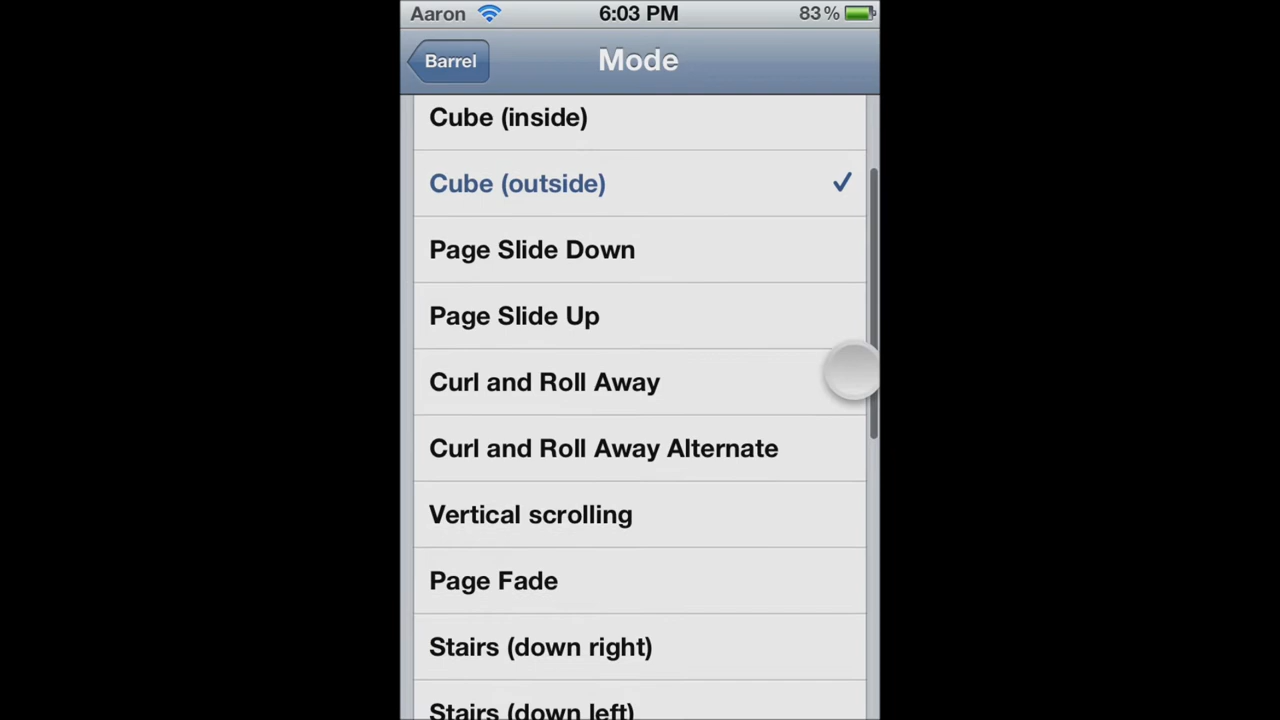 Aaron 6:03 PM 83%
Barrel Mode
Cube (inside)
Cube (outside)
Page Slide Down
Page Slide Up
Curl and Roll Away
Curl and Roll Away Alternate
Vertical scrolling
Page Fade
Stairs (down right)
Stairs (down left)